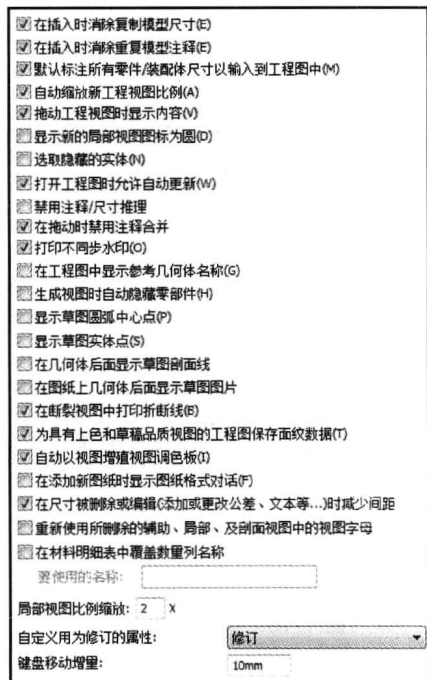 在插入时消除复制模型尺寸(E)
在插入时消除重复模型注释(E)
默认标注所有零件/装配体尺寸以输入到工程图中(M)
自动缩放新工程视图比例(A)
拖动工程视图时显示内容(V)
显示新的局部视图图标为圆(D)
选取隐藏的实体(N)
打开工程图时允许自动更新(W)
禁用注释/尺寸推理
在拖动时禁用注释合并
打印不同步水印(O)
在工程图中显示参考几何体名称(G)
生成视图时自动隐藏零部件(H)
显示草图圆弧中心点(P)
显示草图实体点(S)
在几何体后面显示草图剖面线
在图纸上几何体后面显示草图图片
在断裂视图中打印折断线(B)
为具有上色和草稿品质视图的工程图保存面纹数据(T)
自动以视图增殖视图调色板(I)
在添加新图纸时显示图纸格式对话(F)
在尺寸被删除或编辑(添加或更改公差、文本等...)时减少间距
重新使用所删除的辅助、局部、及剖面视图中的视图字母
在材料明细表中覆盖数量列名称
要使用的名称:
局部视图比例缩放: 2 X
自定义用为修订的属性: 修订
键盘移动增量: 10mm